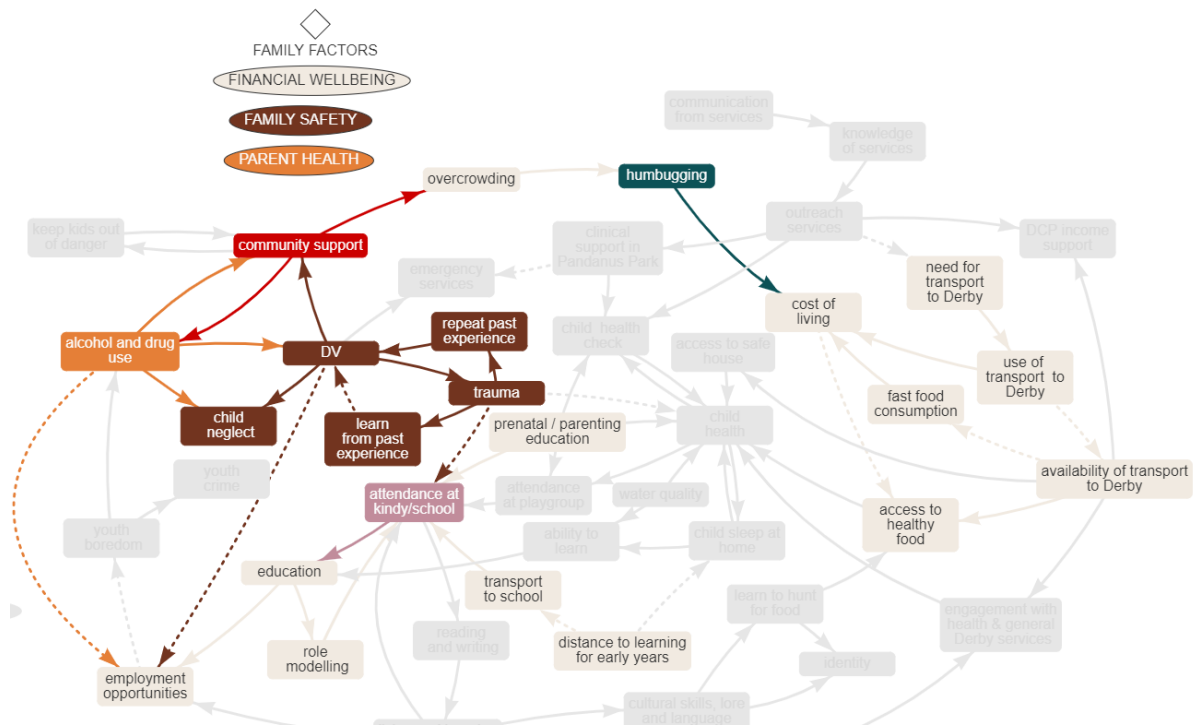 FAMILY FACTORS
FINANCIAL WELLBEING
FAMILY SAFETY
PARENT HEALTH
communication
from services
knowledge
of services
overcrowding
humbugging
keep kids out
of danger
community support
clinical
support in
Pandanus Park
outreach
services
DCP income
support
emergency
services
need for
transport
to Derby
cost of
living
alcohol and drug
use
DV
repeat past
experience
child health
check
access to safe
house
use of
transport to
Derby
trauma
fast food
consumption
child
neglect
learn
from past
experience
prenatal / parenting
education
child
health
youth
crime
availability of transport
to Derby
attendance at
kindy/school
attendance
at playgroup
water quality
access to
healthy
food
youth
boredom
ability to
learn
child sleep at
home
education
transport
to school
learn to hunt
for food
engagement with
health & general
Derby services
reading
and writing
distance to learning
for early years
role
modelling
identity
employment
opportunities
cultural skills, lore
and language